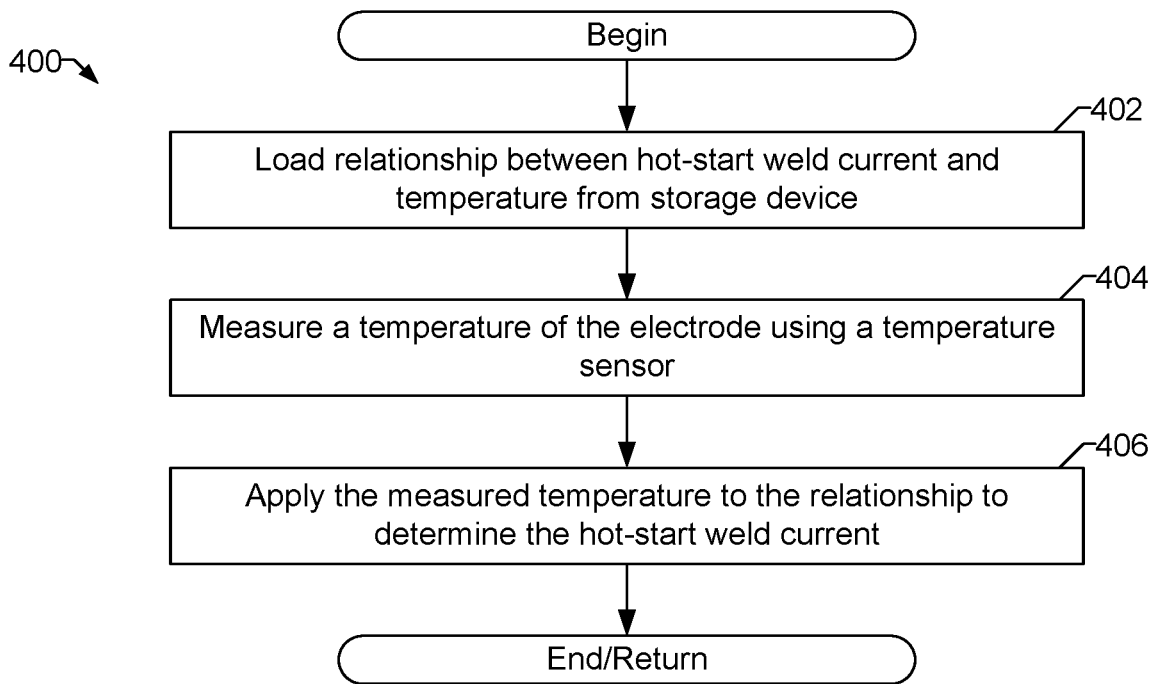 Begin
400
402
Load relationship between hot-start weld current and
temperature from storage device
404
Measure a temperature of the electrode using a temperature
sensor
406
Apply the measured temperature to the relationship to
determine the hot-start weld current
End/Return